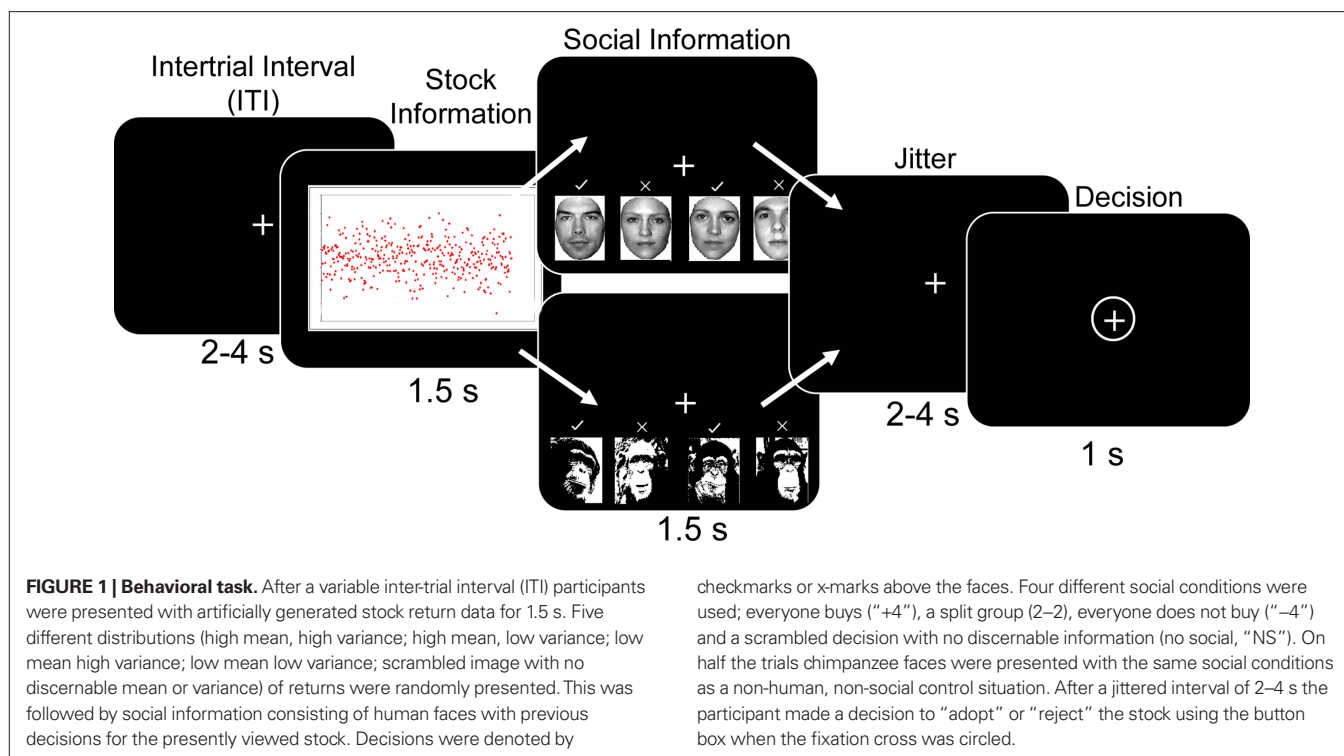 Social Information
Intertrial Interval
(ITI)
Stock
Information
Jitter
Decision
2-4 s
1.5 s
1.5 s
2-4 s
1 s
FIGURE 1 | Behavioral task. After a variable inter-trial interval (ITI) participants
were presented with artificially generated stock return data for 1.5 s. Five
different distributions (high mean, high variance; high mean, low variance; low
mean high variance; low mean low variance; scrambled image with no
discernable mean or variance) of returns were randomly presented. This was
followed by social information consisting of human faces with previous
decisions for the presently viewed stock. Decisions were denoted by
checkmarks or x-marks above the faces. Four different social conditions were
used; everyone buys (“+4”), a split group (2–2), everyone does not buy (“–4”)
and a scrambled decision with no discernable information (no social, “NS”). On
half the trials chimpanzee faces were presented with the same social conditions
as a non-human, non-social control situation. After a jittered interval of 2–4 s the
participant made a decision to “adopt” or “reject” the stock using the button
box when the fixation cross was circled.